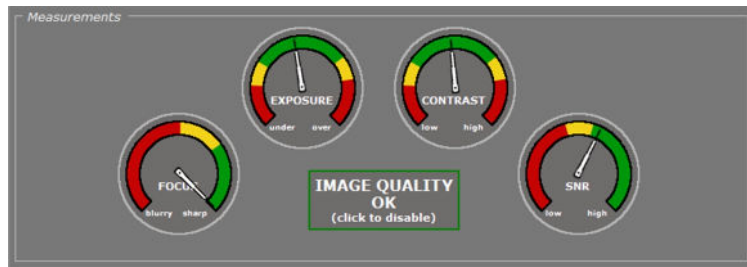 Measurements
EXPOSURE
under over
CONTRAST
low high
FOCUS
blurry sharp
IMAGE QUALITY
OK
(click to disable)
SNR
low high